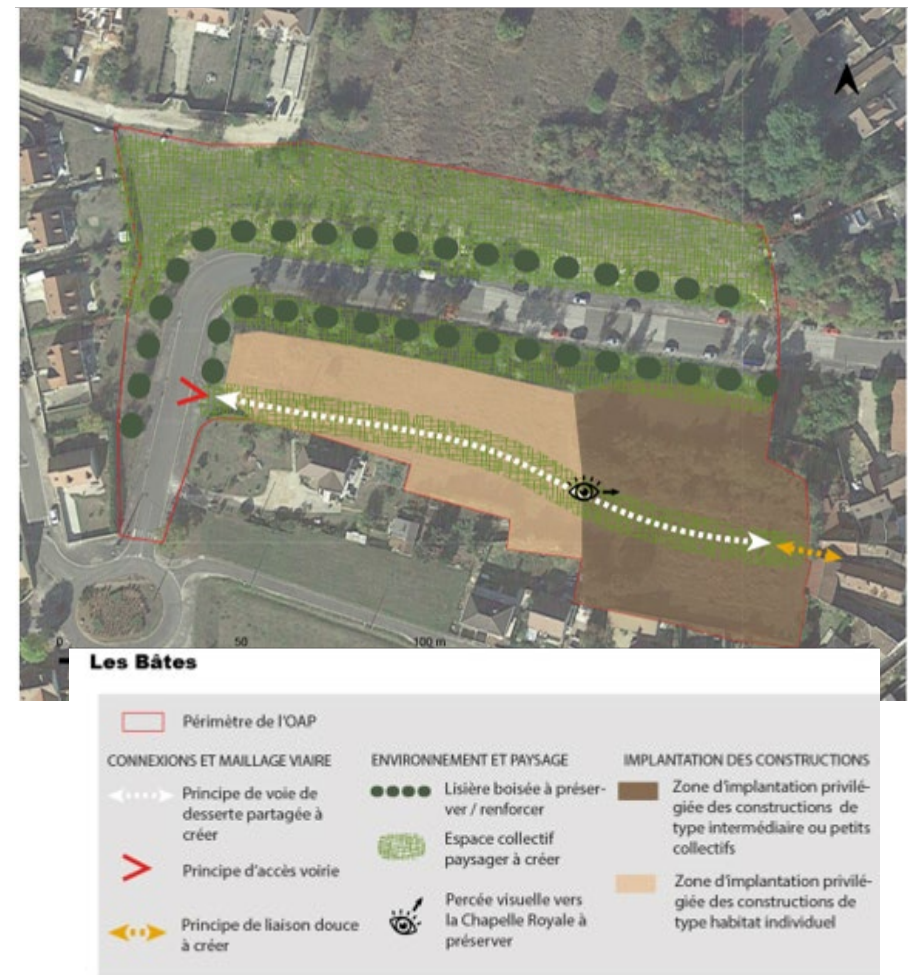 0
50
100 m
Les Bâtes
Périmètre de l'OAP
CONNEXIONS ET MAILLAGE VIAIRE
Principe de voie de
desserte partagée à
créer
Principe d'accès voirie
Principe de liaison douce
à créer
ENVIRONNEMENT ET PAYSAGE
Lisière boisée à préser-
ver / renforcer
Espace collectif
paysager à créer
Percée visuelle vers
la Chapelle Royale à
préserver
IMPLANTATION DES CONSTRUCTIONS
Zone d'implantation privilé-
giée des constructions de
type intermédiaire ou petits
collectifs
Zone d'implantation privilé-
giée des constructions de
type habitat individuel